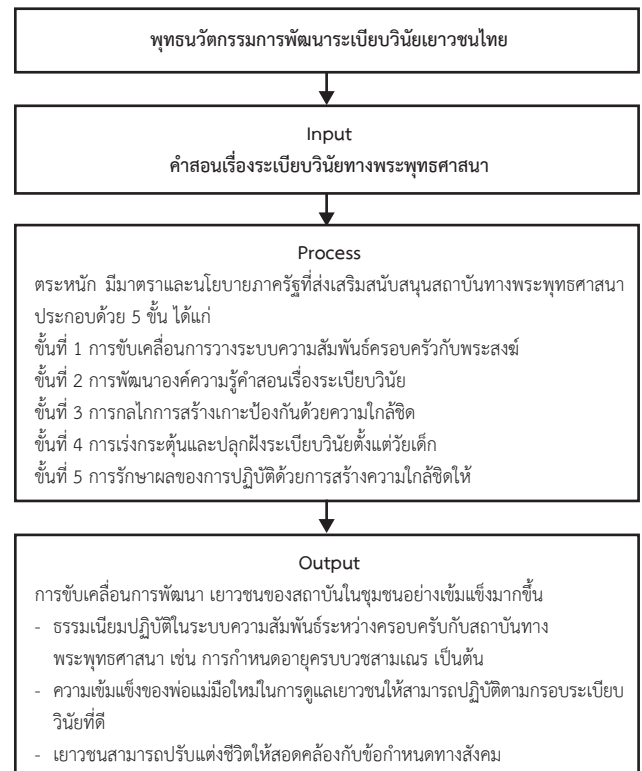 พุทธนวัตกรรมการพัฒนาระเบียบวินัยเยาวชนไทย
Input
คำสอนเรื่องระเบียบวินัยทางพระพุทธศาสนา
Process
ตระหนัก มีมาตราและนโยบายภาครัฐที่ส่งเสริมสนับสนุนสถาบันทางพระพุทธศาสนา
ประกอบด้วย 5 ขั้น ได้แก่
ขั้นที่ 1 การขับเคลื่อนการวางระบบความสัมพันธ์ครอบครัวกับพระสงฆ์
ขั้นที่ 2 การพัฒนาองค์ความรู้คำสอนเรื่องระเบียบวินัย
ขั้นที่ 3 การกลไกการสร้างเกาะป้องกันด้วยความใกล้ชิด
ขั้นที่ 4 การเร่งกระตุ้นและปลุกฝังระเบียบวินัยตั้งแต่วัยเด็ก
ขั้นที่ 5 การรักษาผลของการปฏิบัติด้วยการสร้างความใกล้ชิดให้
Output
การขับเคลื่อนการพัฒนา เยาวชนของสถาบันในชุมชนอย่างเข้มแข็งมากขึ้น
- ธรรมเนียมปฏิบัติในระบบความสัมพันธ์ระหว่างครอบครับกับสถาบันทาง
พระพุทธศาสนา เช่น การกำหนดอายุครบบวชสามเณร เป็นต้น
- ความเข้มแข็งของพ่อแม่มือใหม่ในการดูแลเยาวชนให้สามารถปฏิบัติตามกรอบระเบียบ
วินัยที่ดี
- เยาวชนสามารถปรับแต่งชีวิตให้สอดคล้องกับข้อกำหนดทางสังคม